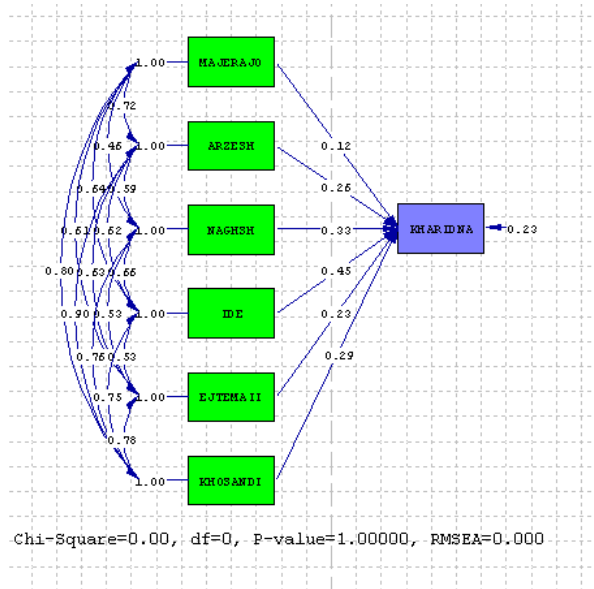 1.00 MAJERAJO
0.72
0.46 1.00 ARZESH 0.12
0.64 0.59 0.26
0.61 0.62 1.00 NAGHSH 0.33 KHARIDNA 0.23
0.80 0.63 0.66 0.45
0.90 0.53 1.00 IDE 0.23
0.76 0.53 0.29
0.75 1.00 EJTEMAII
0.78
1.00 KHOSANDI
Chi-Square=0.00, df=0, P-value=1.00000, RMSEA=0.000